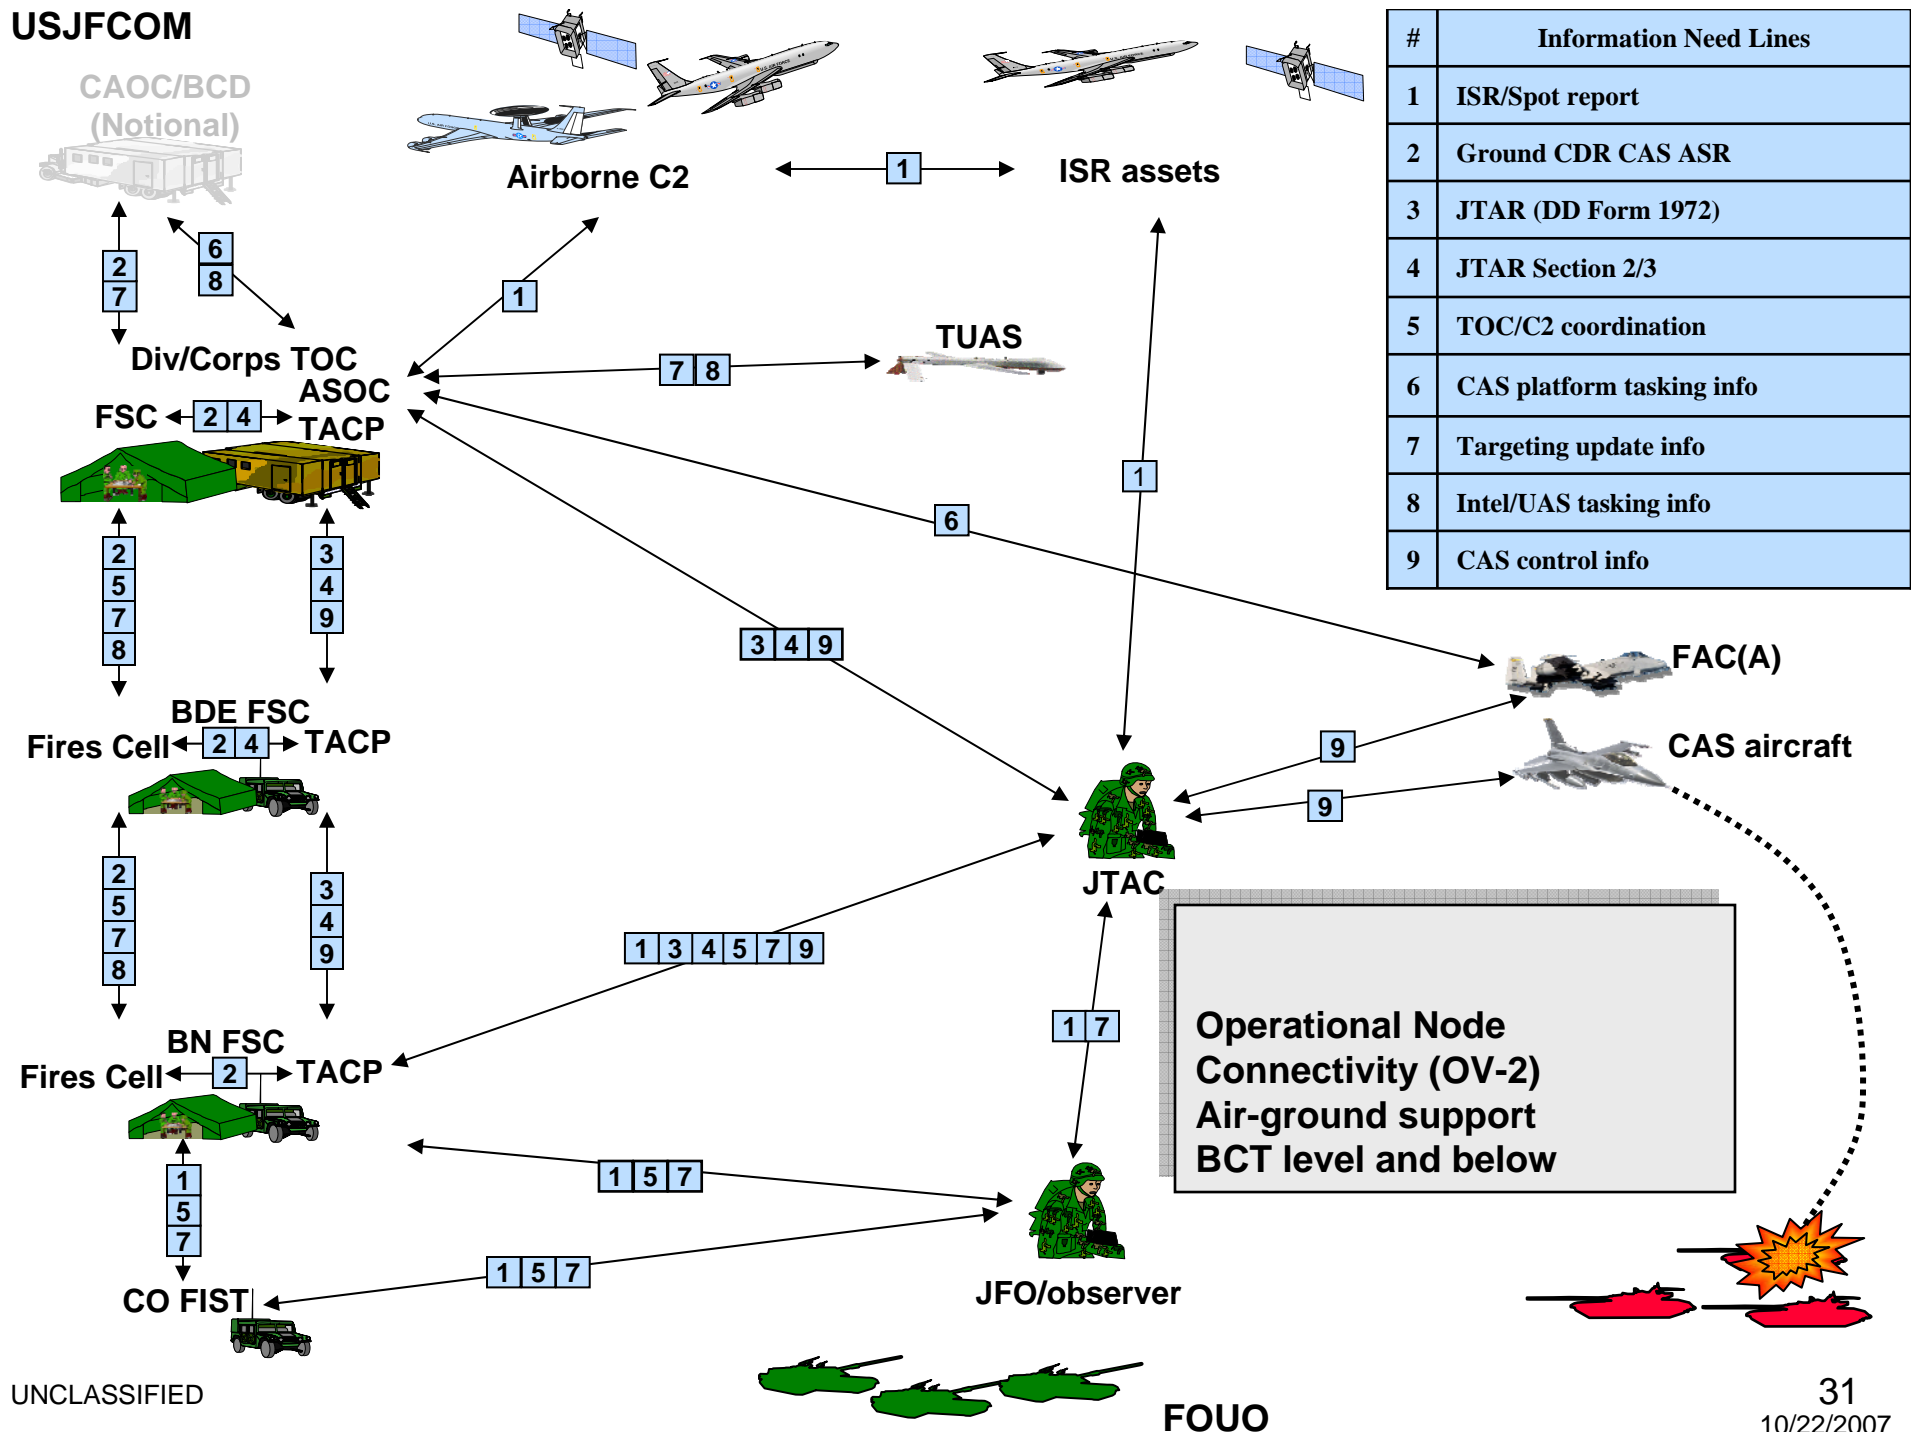 USJFCOM
CAOC/BCD
(Notional)
Airborne C2
1
ISR assets
# Information Need Lines
1 ISR/Spot report
2 Ground CDR CAS ASR
3 JTAR (DD Form 1972)
4 JTAR Section 2/3
5 TOC/C2 coordination
6 CAS platform tasking info
7 Targeting update info
8 Intel/UAS tasking info
9 CAS control info
2
7
6
8
1
Div/Corps TOC
ASOC
FSC
2 4
TACP
7 8
TUAS
1
6
2
5
7
8
3
4
9
3 4 9
FAC(A)
BDE FSC
Fires Cell
2 4
TACP
9
CAS aircraft
9
JTAC
2
5
7
8
3
4
9
1 3 4 5 7 9
1 7
Operational Node
Connectivity (OV-2)
Air-ground support
BCT level and below
BN FSC
Fires Cell
2
TACP
1
5
7
1 5 7
1 5 7
CO FIST
JFO/observer
UNCLASSIFIED
FOUO
31
10/22/2007